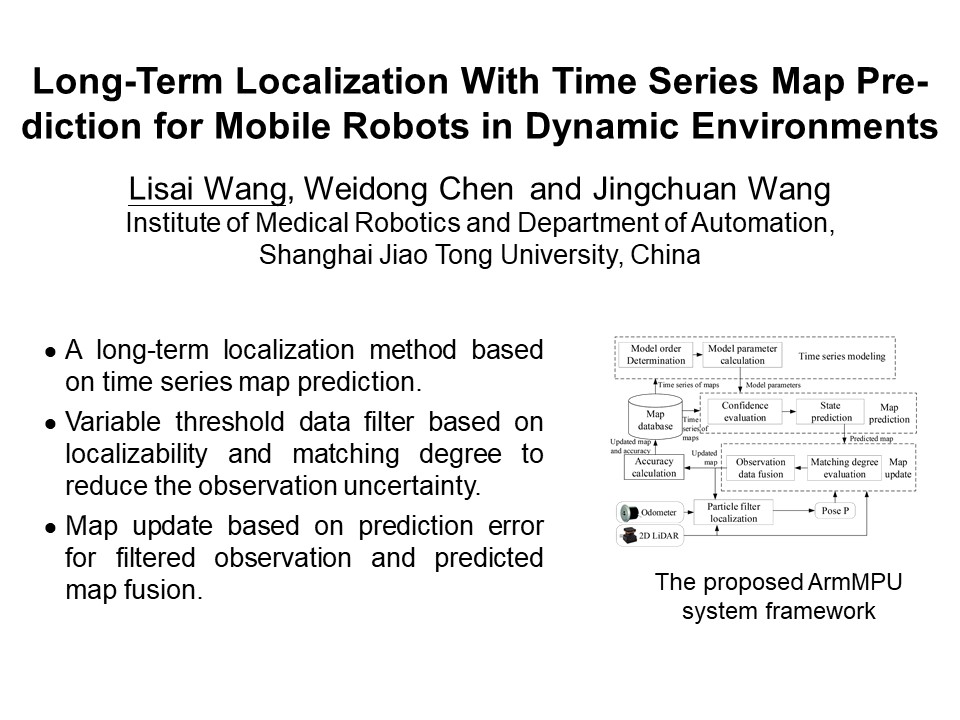 Long-Term Localization With Time Series Map Pre-
diction for Mobile Robots in Dynamic Environments
Lisai Wang, Weidong Chen and Jingchuan Wang
Institute of Medical Robotics and Department of Automation,
Shanghai Jiao Tong University, China
• A long-term localization method based
on time series map prediction.
• Variable threshold data filter based on
localizability and matching degree to
reduce the observation uncertainty.
• Map update based on prediction error
for filtered observation and predicted
map fusion.
Model order
Determination
Model parameter
calculation
Time series modeling
Time series of maps
Model parameters
Map
database
Time
series of
maps
Confidence
evaluation
State
prediction
Map
prediction
Predicted map
Updated map
and accuracy
Updated
map
Accuracy
calculation
Observation
data fusion
Matching degree
evaluation
Map
update
Odometer
2D LiDAR
Particle filter
localization
Pose P
The proposed ArmMPU
system framework